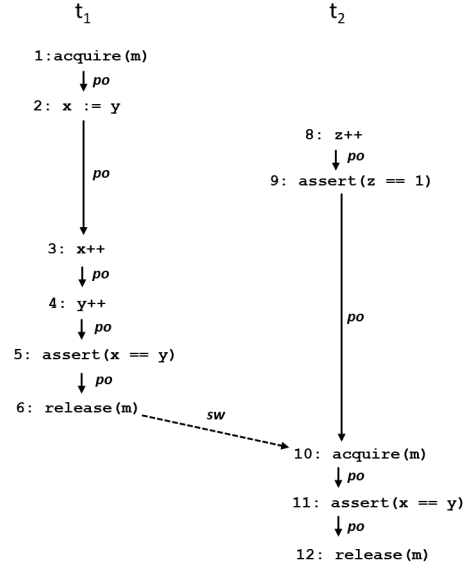 t₁
t₂
1:acquire(m)
po
2: x := y
po
3: x++
po
4: y++
po
5: assert(x == y)
po
6: release(m)
sw
8: z++
po
9: assert(z == 1)
po
10: acquire(m)
po
11: assert(x == y)
po
12: release(m)